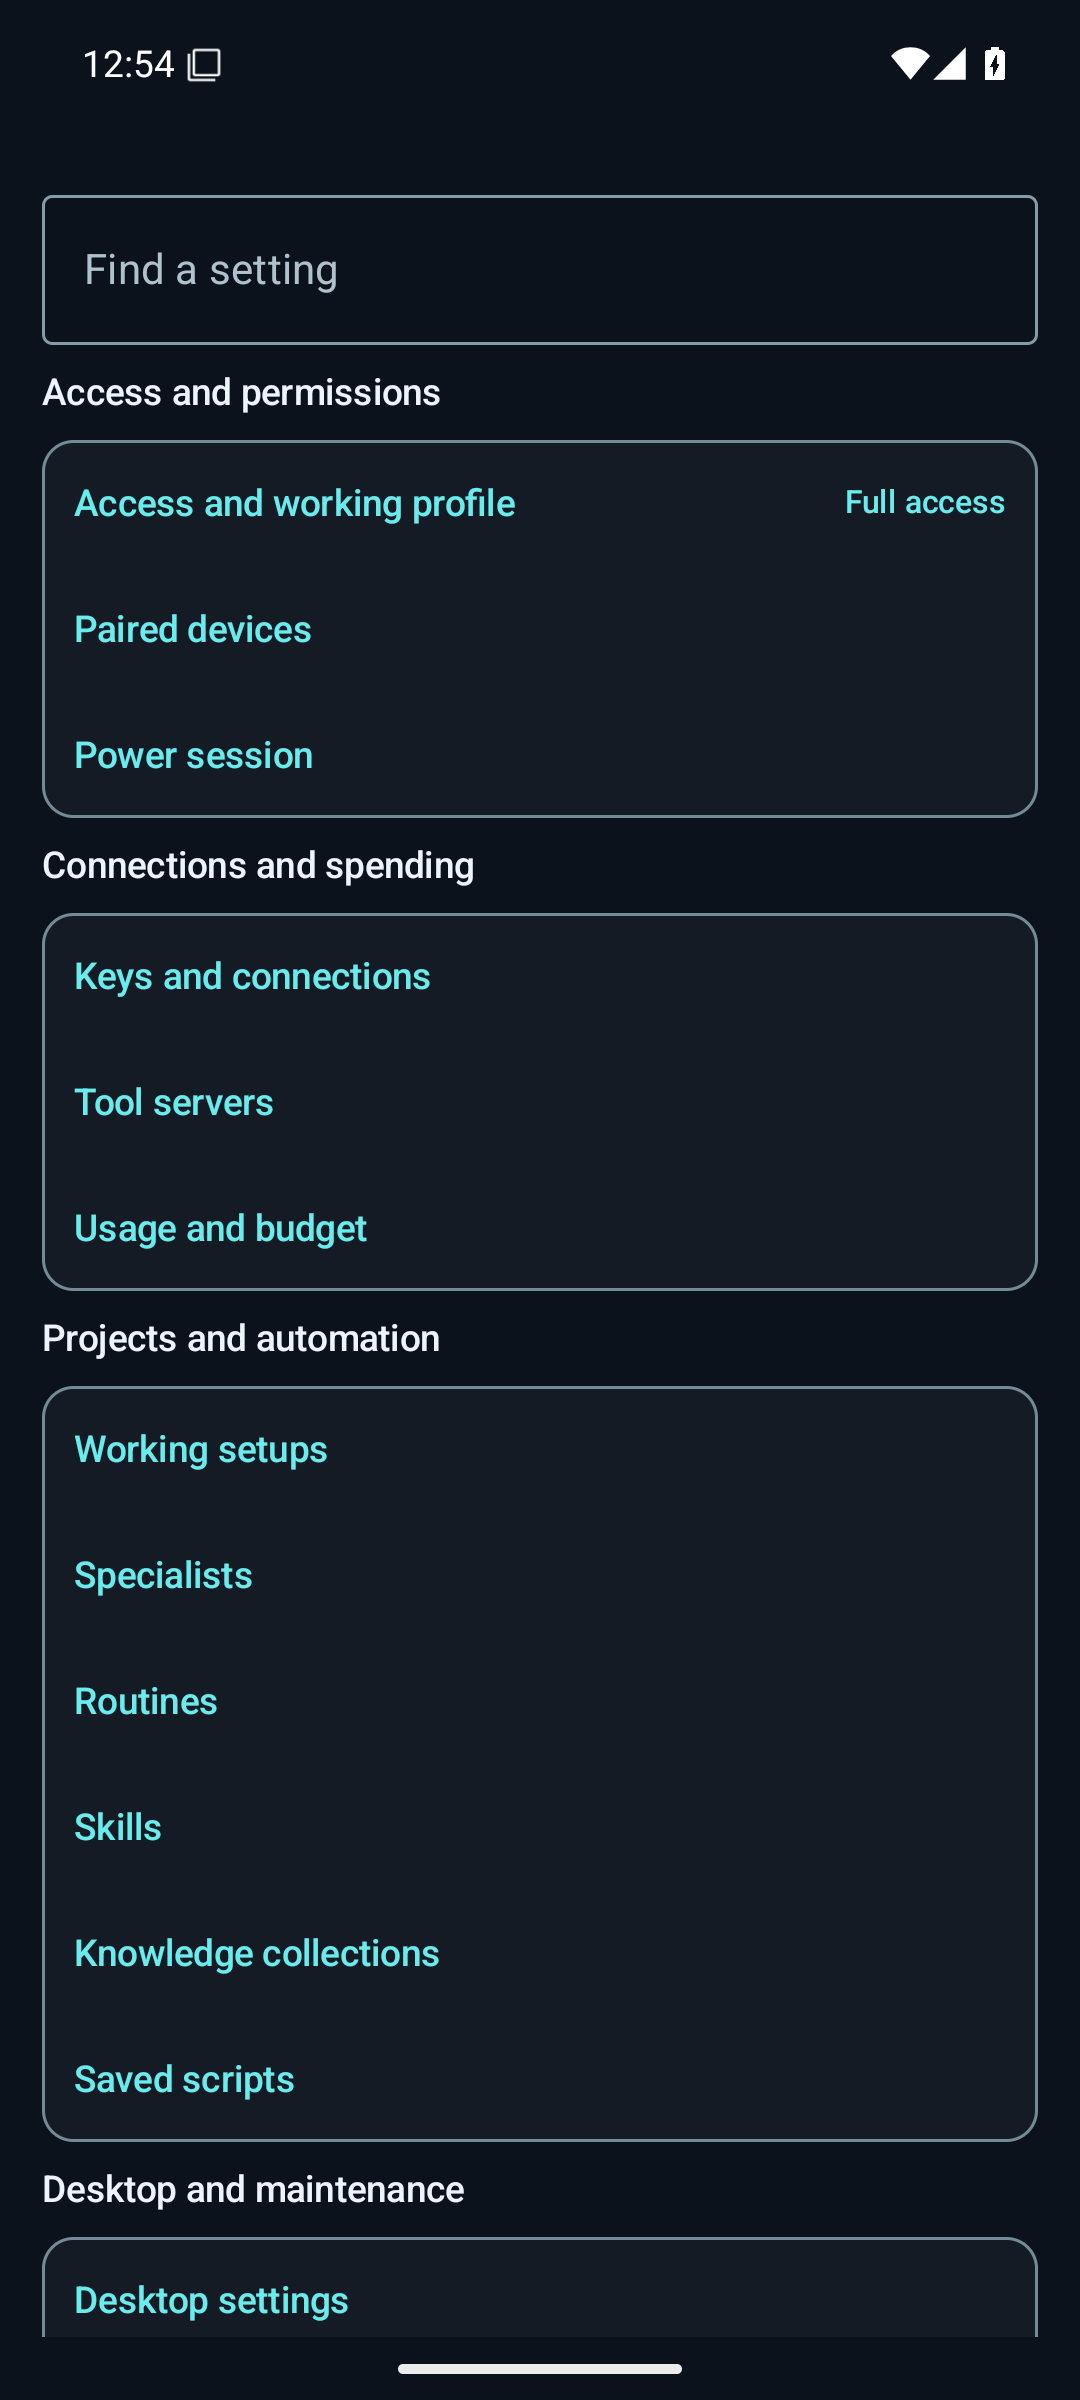 12:54
Find a setting
Access and permissions
Access and working profile Full access
Paired devices
Power session
Connections and spending
Keys and connections
Tool servers
Usage and budget
Projects and automation
Working setups
Specialists
Routines
Skills
Knowledge collections
Saved scripts
Desktop and maintenance
Desktop settings